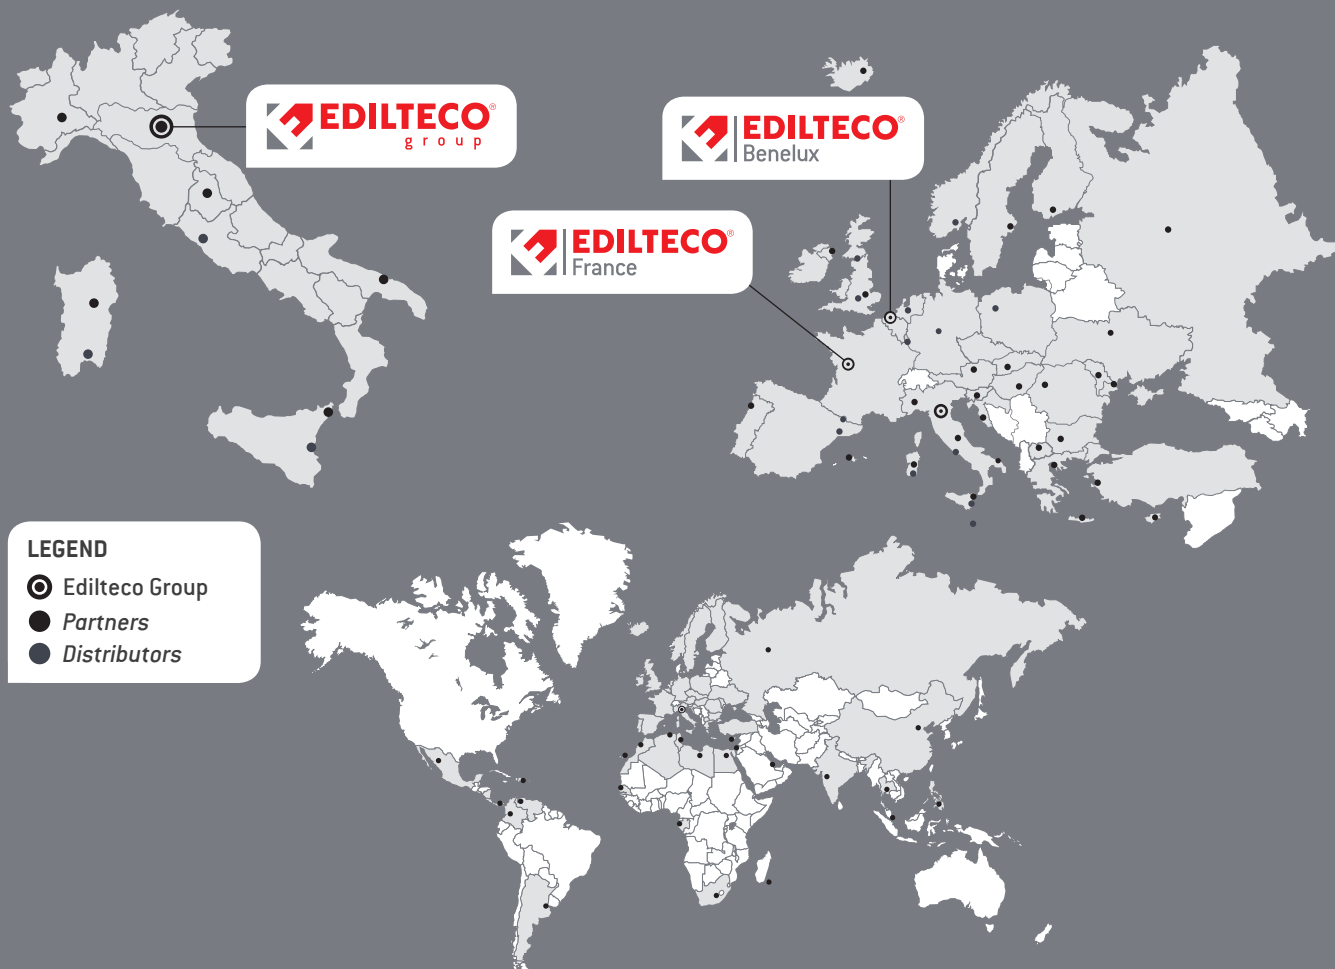 EDILTECO®
group
EDILTECO®
Benelux
EDILTECO®
France
LEGEND
Edilteco Group
Partners
Distributors